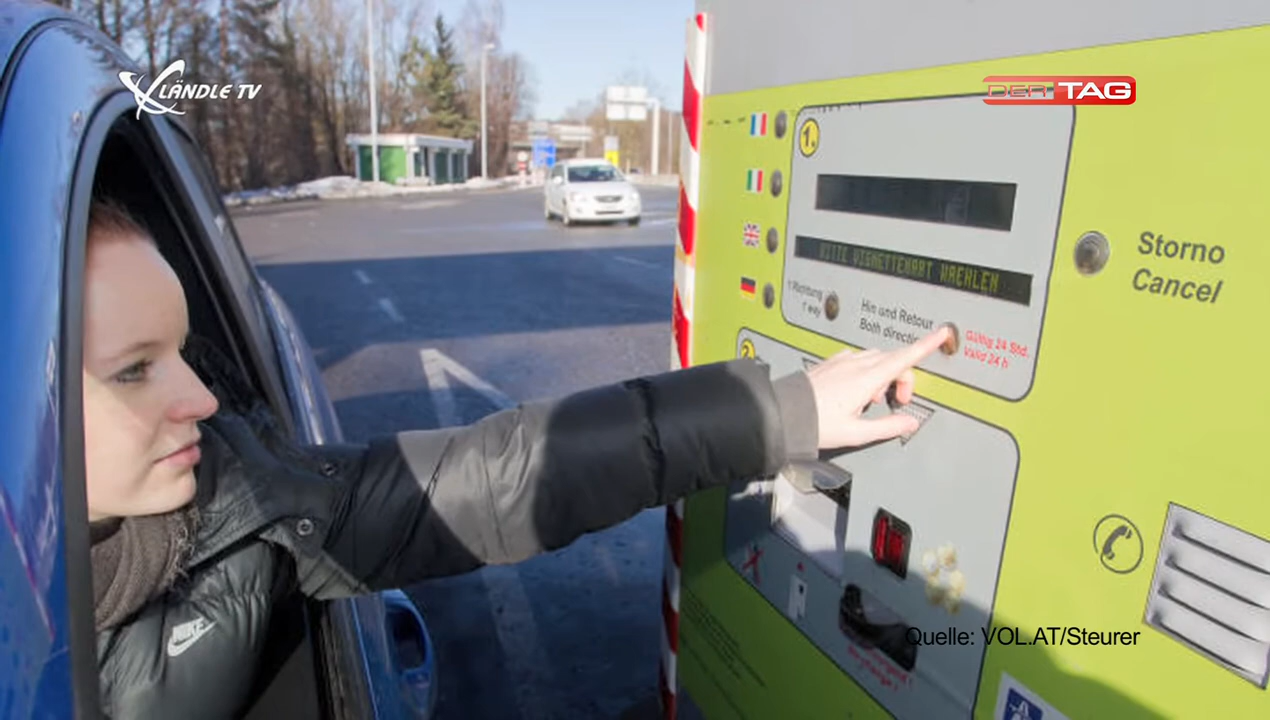 LÄNDLE TV
DER TAG
1.
BITTE VIGNETTENART WAEHLEN
Storno
Cancel
1 Richtung
1 way
Hin und Retour
Both directi
Gültig 24 Std.
Valid 24 h
2
NIKE
Quelle: VOL.AT/Steurer